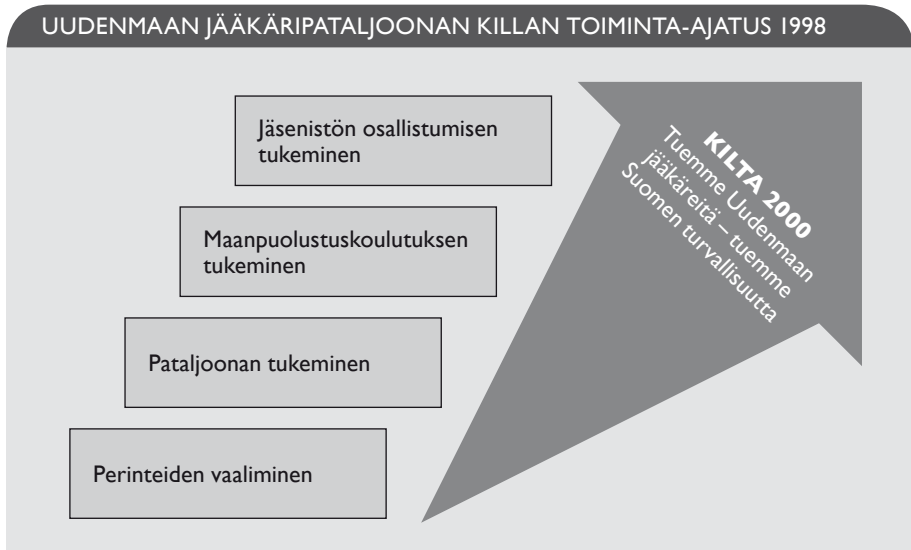 UUDENMAAN JÄÄKÄRIPATALJOONAN KILLAN TOIMINTA-AJATUS 1998
Jäsenistön osallistumisen
tukeminen
Maanpuolustuskoulutuksen
tukeminen
Pataljoonan tukeminen
Perinteiden vaaliminen
KILTA 2000
Tuemme Uudenmaan
jääkäreitä – tuemme
Suomen turvallisuutta